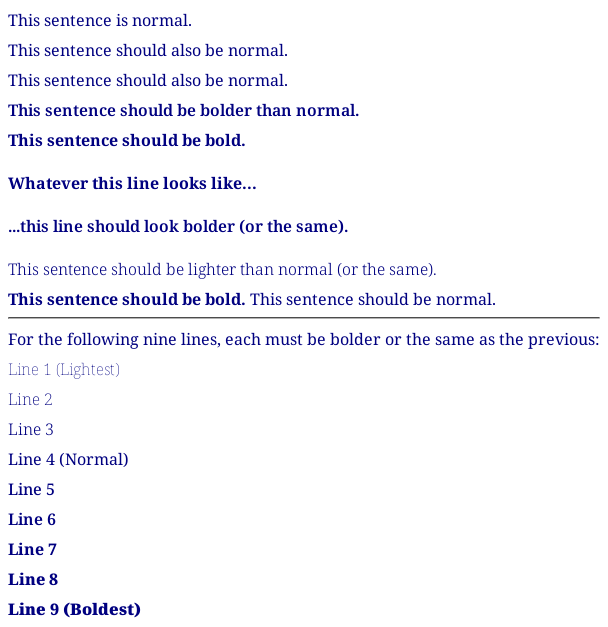 This sentence is normal.
This sentence should also be normal.
This sentence should also be normal.
This sentence should be bolder than normal.
This sentence should be bold.
Whatever this line looks like...
...this line should look bolder (or the same).
This sentence should be lighter than normal (or the same).
This sentence should be bold. This sentence should be normal.
For the following nine lines, each must be bolder or the same as the previous:
Line 1 (Lightest)
Line 2
Line 3
Line 4 (Normal)
Line 5
Line 6
Line 7
Line 8
Line 9 (Boldest)